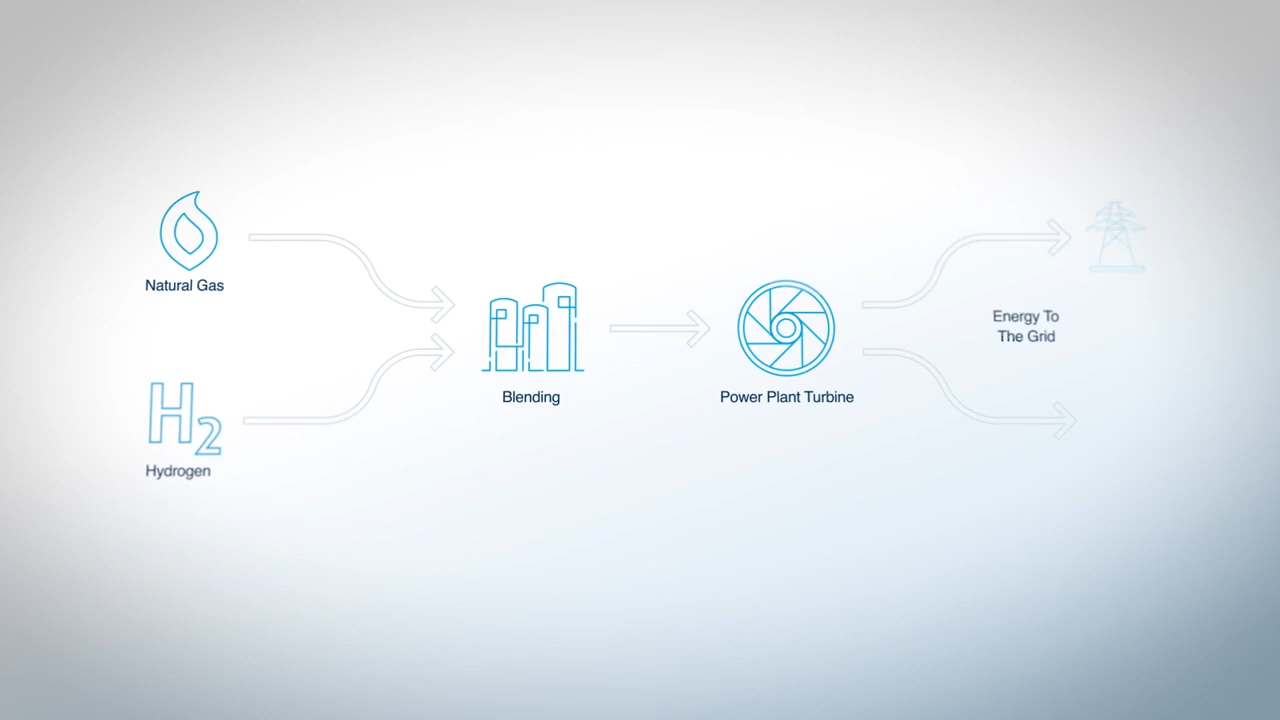 Natural Gas
H2
Hydrogen
Blending
Power Plant Turbine
Energy To
The Grid